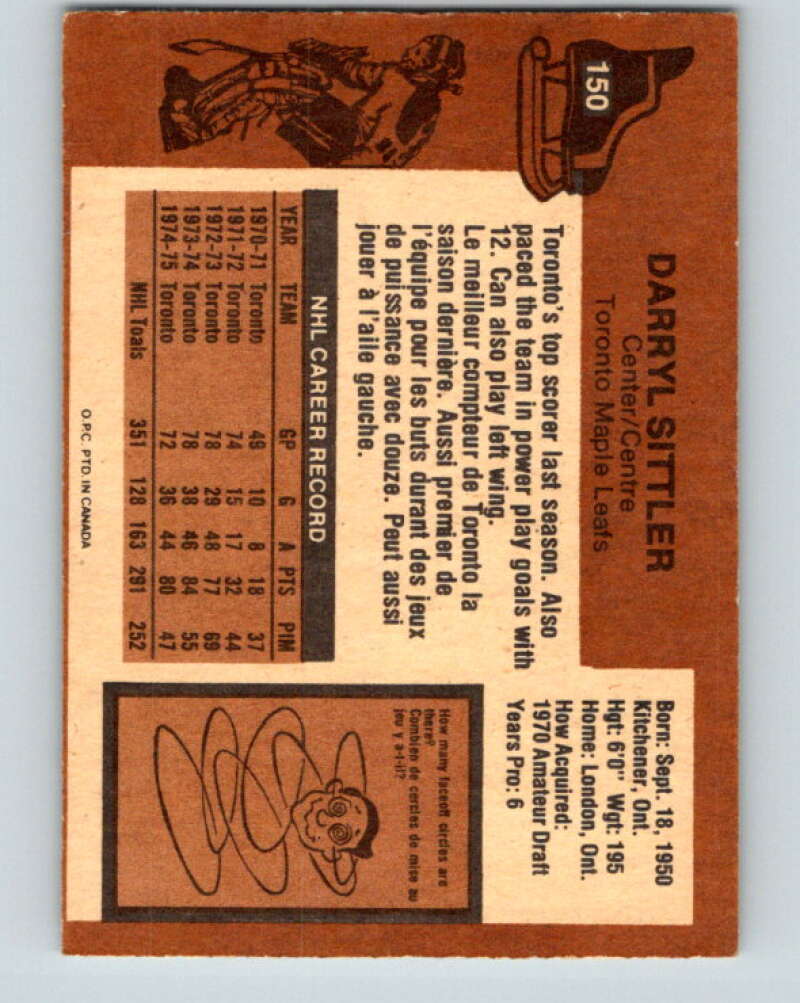 150
DARRYL SITTLER
Center/Centre
Toronto Maple Leafs
Toronto's top scorer last season. Also
paced the team in power play goals with
12. Can also play left wing.
Le meilleur compteur de Toronto la
saison dernière. Aussi premier de
l'équipe pour les buts durant des jeux
de puissance avec douze. Peut aussi
jouer à l'aile gauche.
Born: Sept. 18, 1950
Kitchener, Ont.
Hgt: 6'0" Wgt: 195
Home: London, Ont.
How Acquired:
1970 Amateur Draft
Years Pro: 6
NHL CAREER RECORD
YEAR TEAM GP G A PTS PIM
1970-71 Toronto 49 10 8 18 37
1971-72 Toronto 74 15 17 32 44
1972-73 Toronto 78 29 48 77 69
1973-74 Toronto 78 38 46 84 55
1974-75 Toronto 72 36 44 80 47
NHL Toals 351 128 163 291 252
How many faceoff circles are
there?
Combien de cercles de mise au
jou y a-t-il?
O.P.C. PTD. IN CANADA